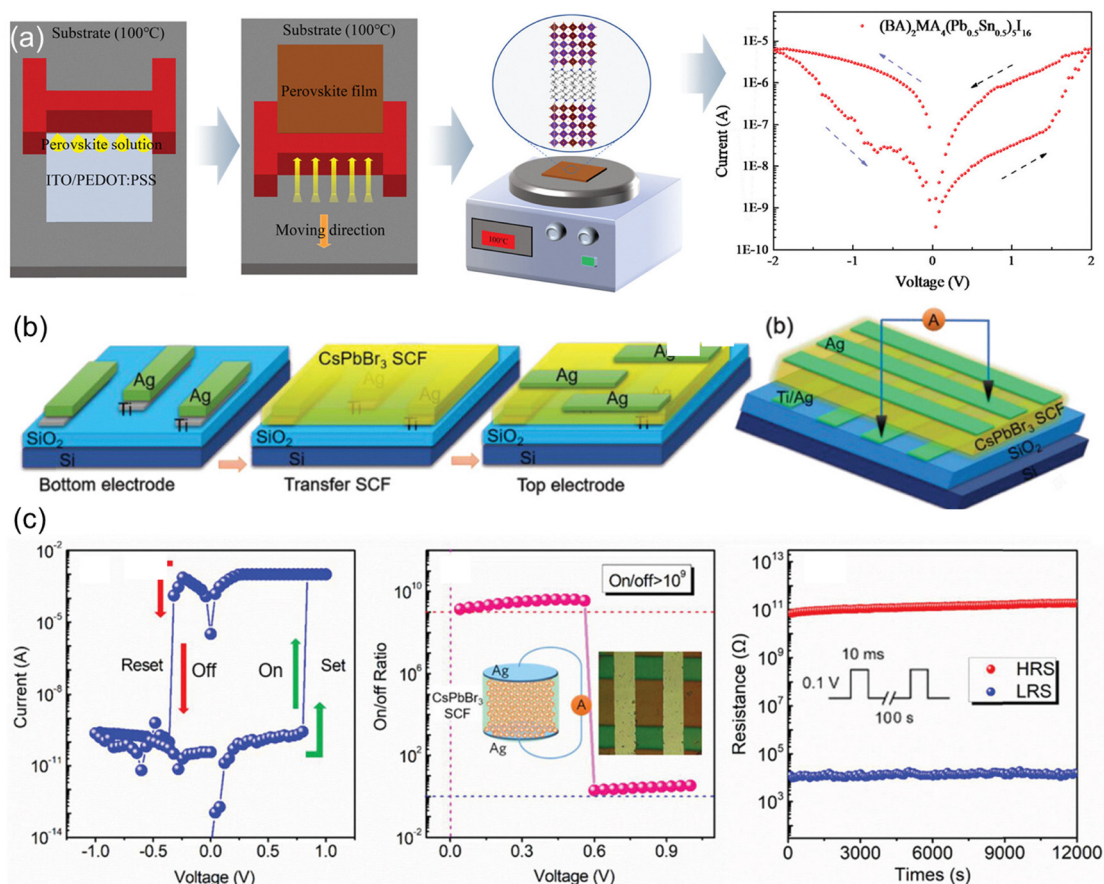 (a)
Substrate (100℃)
Perovskite solution
ITO/PEDOT:PSS
Substrate (100℃)
Perovskite film
Moving direction
100℃
(BA)₂MA₄(Pb₀.₅Sn₀.₅)₅I₁₆
Current (A)
1E-5
1E-6
1E-7
1E-8
1E-9
1E-10
-2
-1
0
1
2
Voltage (V)
(b)
Ag
Ag
Ag
Ti
Ti
SiO₂
Si
Bottom electrode
CsPbBr₃ SCF
Ag
Ti
Ti
SiO₂
Si
Transfer SCF
Ag
Ag
Ag
Ti
SiO₂
Si
Top electrode
(b)
A
Ag
Ti/Ag
CsPbBr₃ SCF
SiO₂
Si
(c)
Current (A)
10⁻²
10⁻⁵
10⁻⁸
10⁻¹¹
10⁻¹⁴
Reset
Off
On
Set
-1.0
-0.5
0.0
0.5
1.0
Voltage (V)
On/off Ratio
10¹⁰
10⁶
10²
10⁻²
On/off>10⁹
Ag
CsPbBr₃
SCF
A
Ag
0.0
0.4
0.8
Voltage (V)
Resistance (Ω)
10¹³
10¹¹
10⁹
10⁷
10⁵
10³
10 ms
0.1 V
100 s
HRS
LRS
0
3000
6000
9000
12000
Times (s)